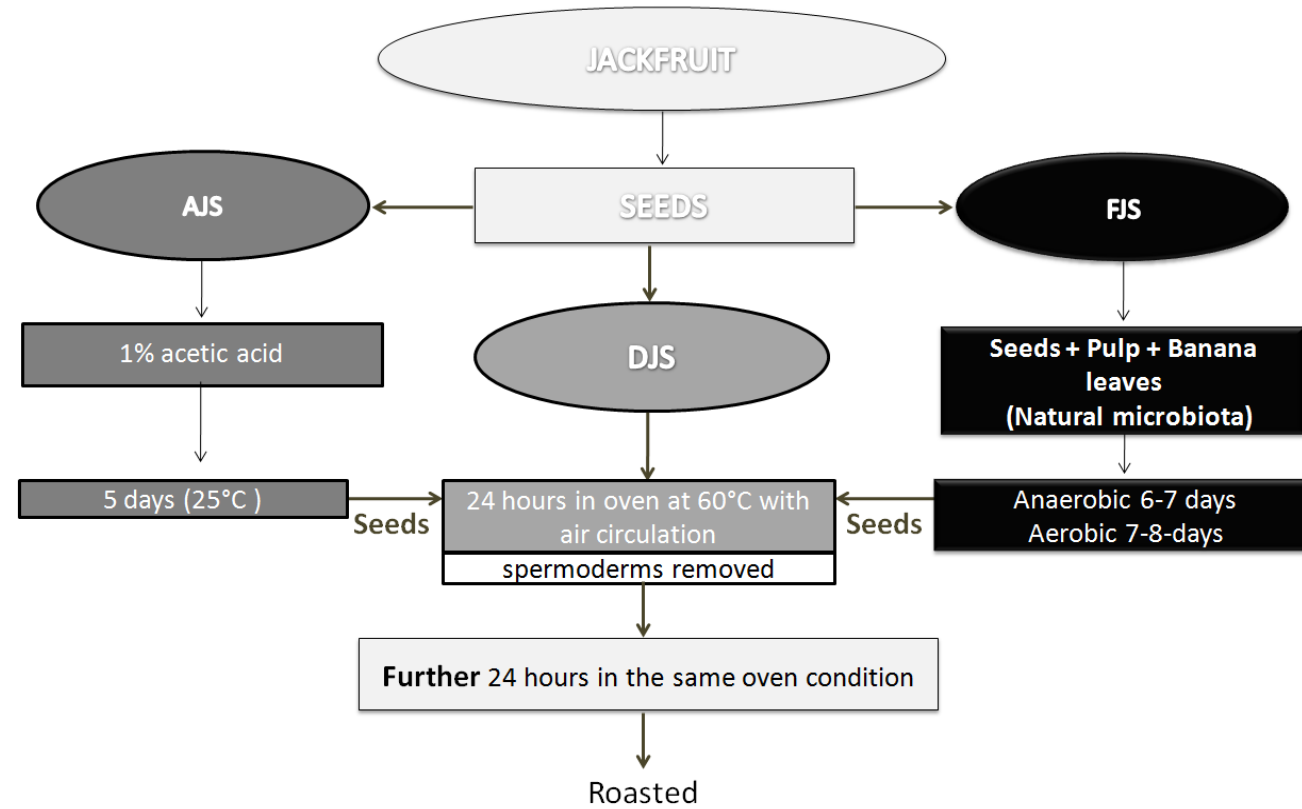 JACKFRUIT
AJS
SEEDS
FJS
1% acetic acid
DJS
Seeds + Pulp + Banana
leaves
(Natural microbiota)
5 days (25°C )
Seeds
24 hours in oven at 60°C with
air circulation
spermoderms removed
Seeds
Anaerobic 6-7 days
Aerobic 7-8-days
Further 24 hours in the same oven condition
Roasted